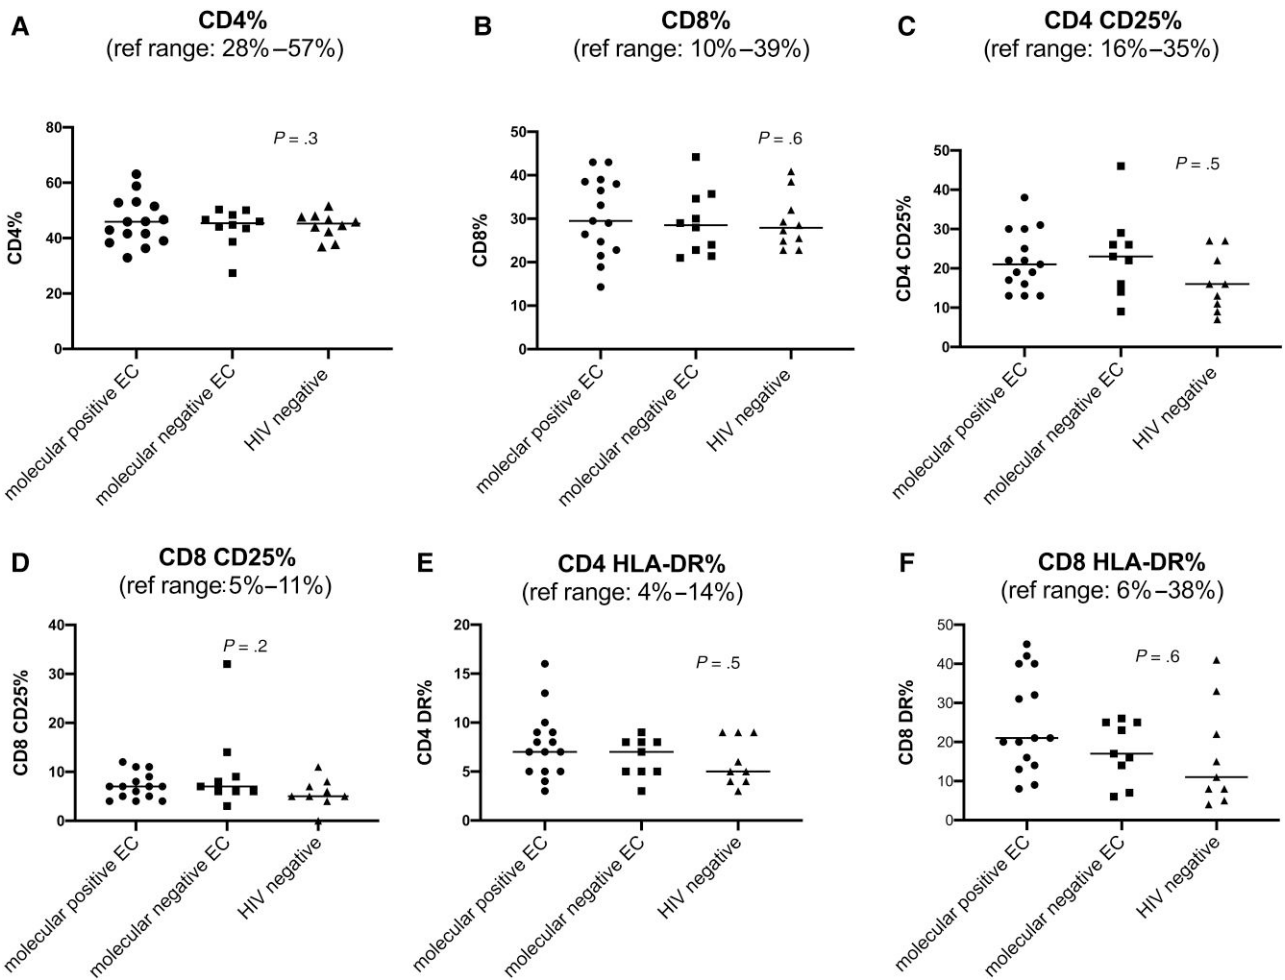 A
CD4%
(ref range: 28%–57%)
80
60
40
20
0
CD4%
P = .3
molecular positive EC
molecular negative EC
HIV negative
B
CD8%
(ref range: 10%–39%)
50
40
30
20
10
0
CD8%
P = .6
moleclar positive EC
molecular negative EC
HIV negative
C
CD4 CD25%
(ref range: 16%–35%)
50
40
30
20
10
0
CD4 CD25%
P = .5
molecular positive EC
molecular negative EC
HIV negative
D
CD8 CD25%
(ref range:5%–11%)
40
30
20
10
0
CD8 CD25%
P = .2
molecular positive EC
molecular negative EC
HIV negative
E
CD4 HLA-DR%
(ref range: 4%–14%)
20
15
10
5
0
CD4 DR%
P = .5
molecular positive EC
molecular negative EC
HIV negative
F
CD8 HLA-DR%
(ref range: 6%–38%)
50
40
30
20
10
0
CD8 DR%
P = .6
molecular positive EC
molecular negative EC
HIV negative